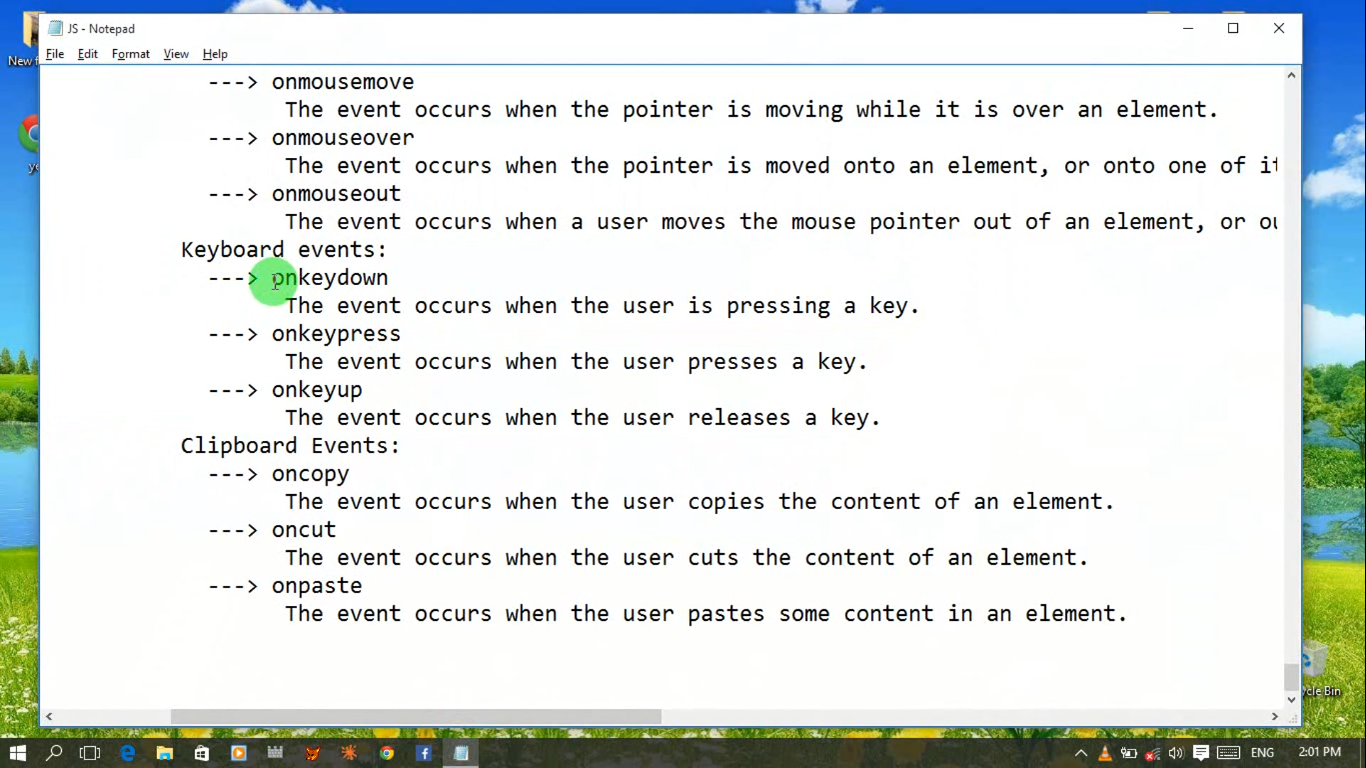 JS - Notepad
File Edit Format View Help
---> onmousemove
The event occurs when the pointer is moving while it is over an element.
---> onmouseover
The event occurs when the pointer is moved onto an element, or onto one of
---> onmouseout
The event occurs when a user moves the mouse pointer out of an element, or
Keyboard events:
---> onkeydown
The event occurs when the user is pressing a key.
---> onkeypress
The event occurs when the user presses a key.
---> onkeyup
The event occurs when the user releases a key.
Clipboard Events:
---> oncopy
The event occurs when the user copies the content of an element.
---> oncut
The event occurs when the user cuts the content of an element.
---> onpaste
The event occurs when the user pastes some content in an element.
New
ENG
2:01 PM